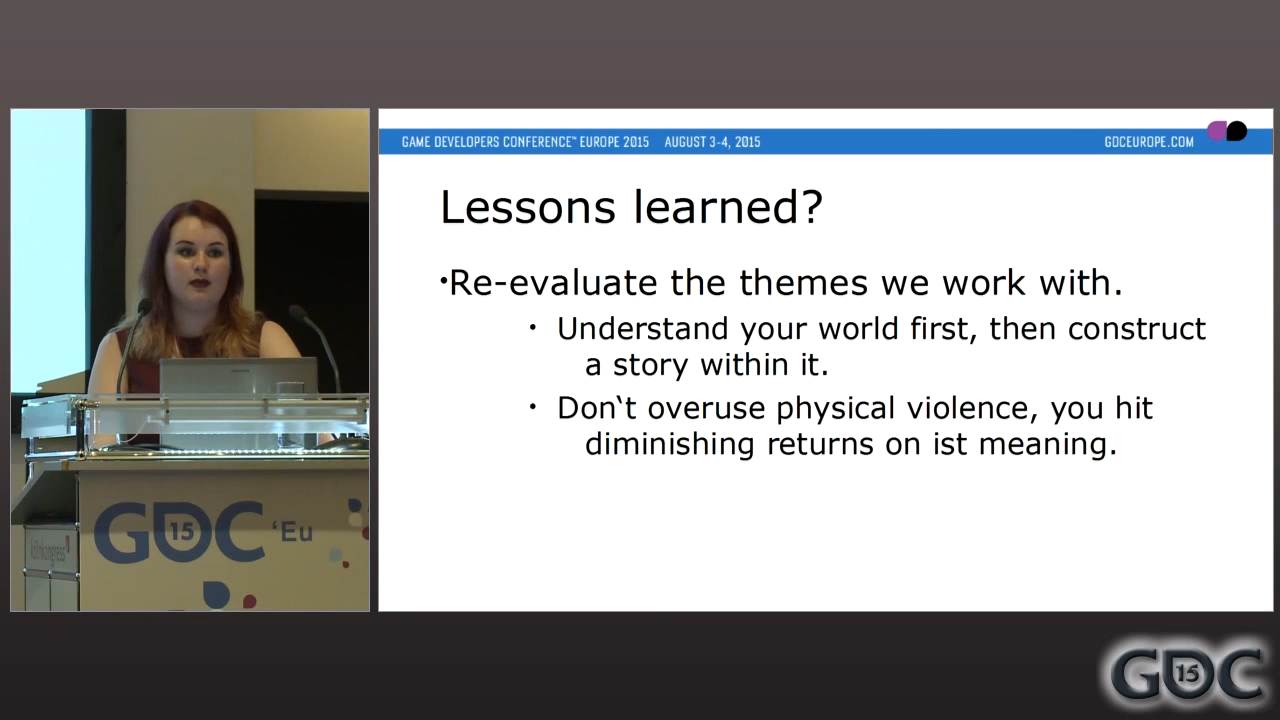 GAME DEVELOPERS CONFERENCE™ EUROPE 2015 AUGUST 3-4, 2015 GDCEUROPE.COM
Lessons learned?
•Re-evaluate the themes we work with.
• Understand your world first, then construct
a story within it.
• Don‘t overuse physical violence, you hit
diminishing returns on ist meaning.
GDC 15 ‘Eu
kölnkongress
GDC 15